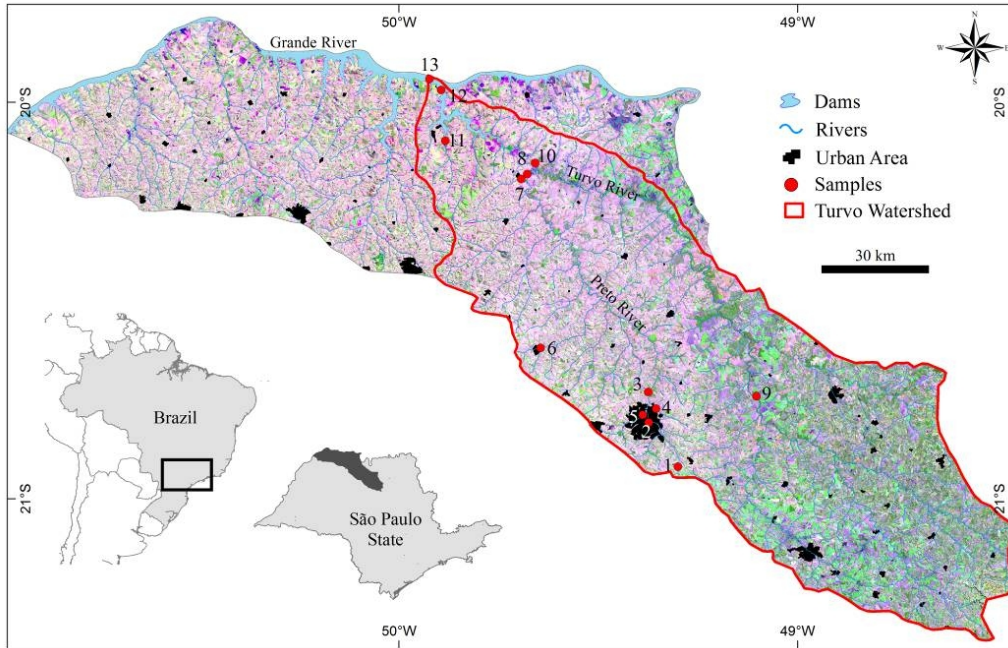 50°W
49°W
Grande River
N
W
E
S
13
20°S
20°S
12
Dams
Rivers
11
Urban Area
8
10
Samples
7
Turvo River
Turvo Watershed
30 km
Preto River
6
3
9
4
5
2
Brazil
1
21°S
21°S
São Paulo
State
50°W
49°W